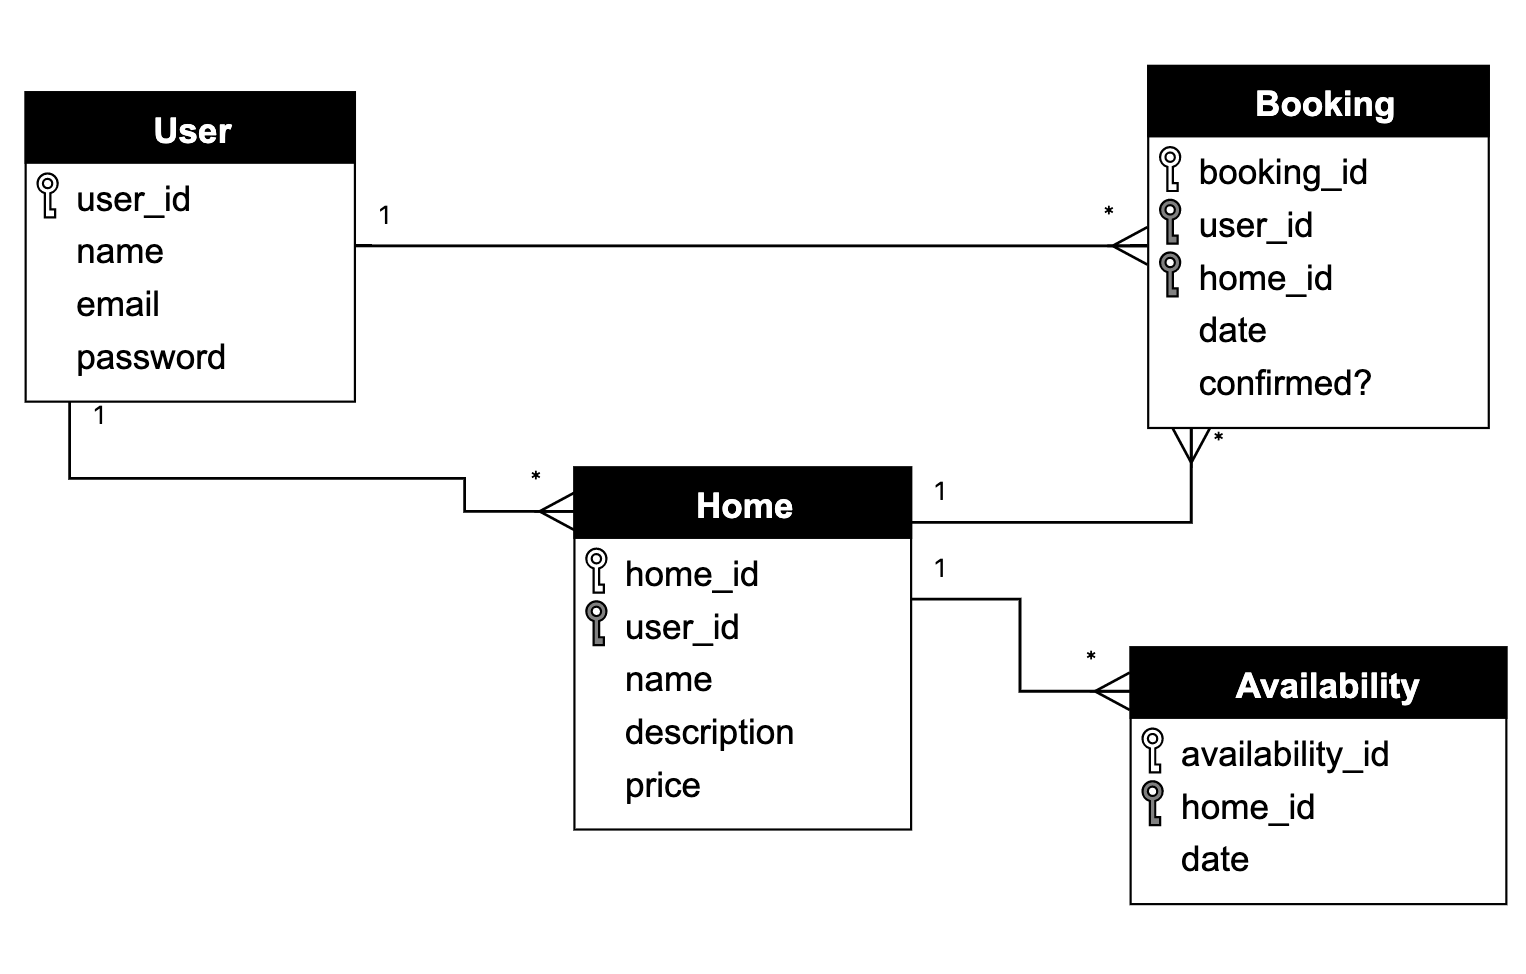 User
user_id
name
email
password
1
1
Booking
booking_id
user_id
home_id
date
confirmed?
*
*
Home
home_id
user_id
name
description
price
*
1
1
Availability
availability_id
home_id
date
*